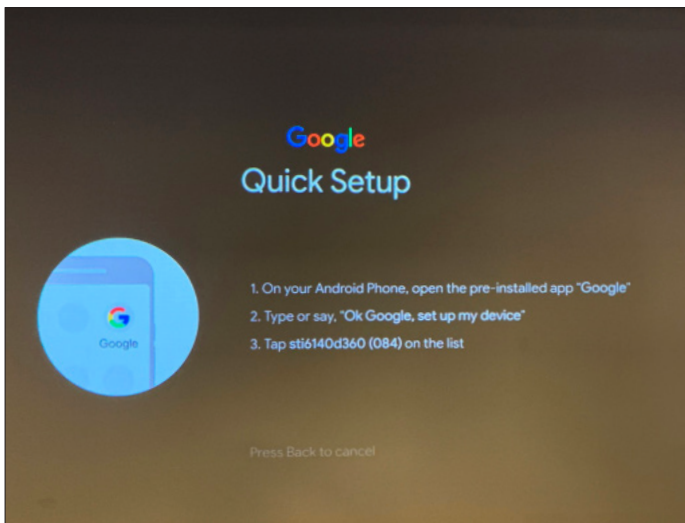 Google
Quick Setup
1. On your Android Phone, open the pre-installed app "Google"
2. Type or say, "Ok Google, set up my device"
3. Tap sti6140d360 (084) on the list
Google
Press Back to cancel